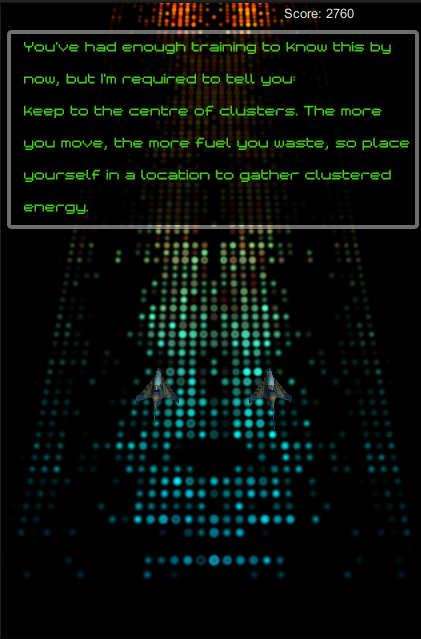 Score: 2760
You've had enough training to know this by
now, but I'm required to tell you:
keep to the centre of clusters. The more
you move, the more fuel you waste, so place
yourself in a location to gather clustered
energy.